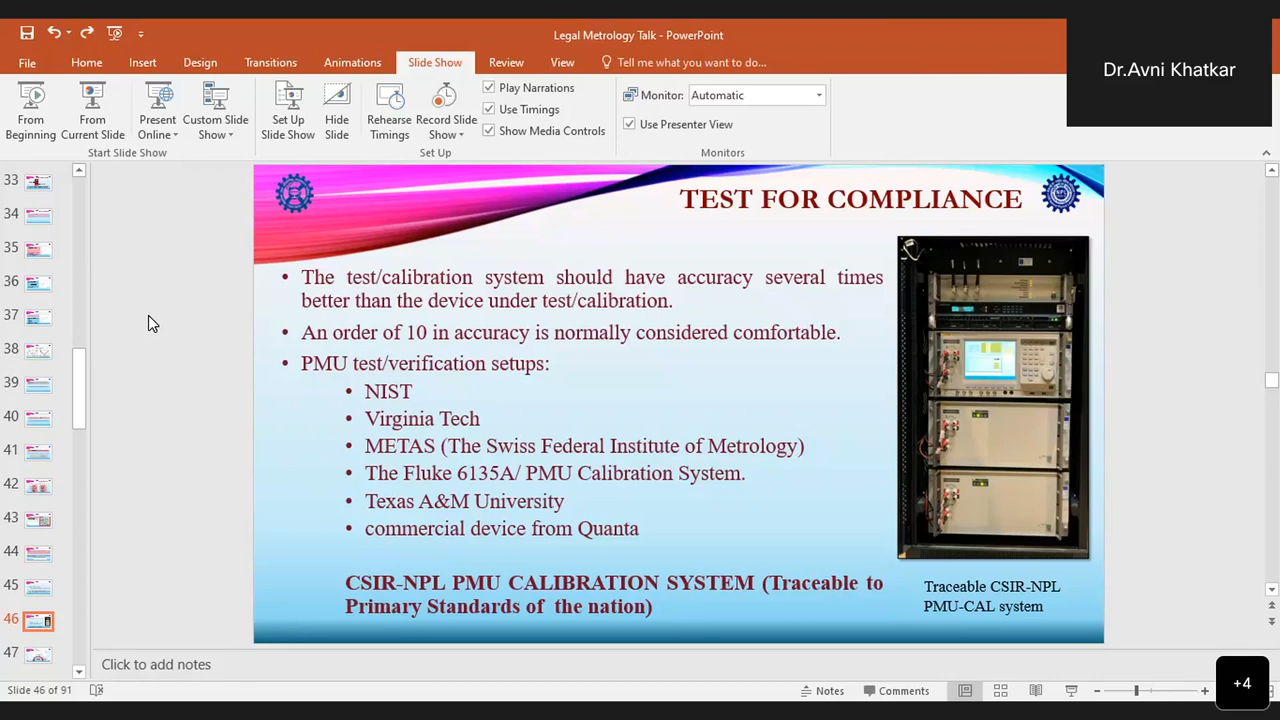 Legal Metrology Talk - PowerPoint
Dr.Avni Khatkar
File Home Insert Design Transitions Animations Slide Show Review View Tell me what you want to do...
From Beginning
From Current Slide
Present Online
Custom Slide Show
Start Slide Show
Set Up Slide Show
Hide Slide
Rehearse Timings
Record Slide Show
Play Narrations
Use Timings
Show Media Controls
Set Up
Monitor: Automatic
Use Presenter View
Monitors
33
34
35
36
37
38
39
40
41
42
43
44
45
46
47
TEST FOR COMPLIANCE
• The test/calibration system should have accuracy several times
better than the device under test/calibration.
• An order of 10 in accuracy is normally considered comfortable.
• PMU test/verification setups:
• NIST
• Virginia Tech
• METAS (The Swiss Federal Institute of Metrology)
• The Fluke 6135A/ PMU Calibration System.
• Texas A&M University
• commercial device from Quanta
CSIR-NPL PMU CALIBRATION SYSTEM (Traceable to
Primary Standards of the nation)
Traceable CSIR-NPL
PMU-CAL system
Click to add notes
Slide 46 of 91
Notes
Comments
+4